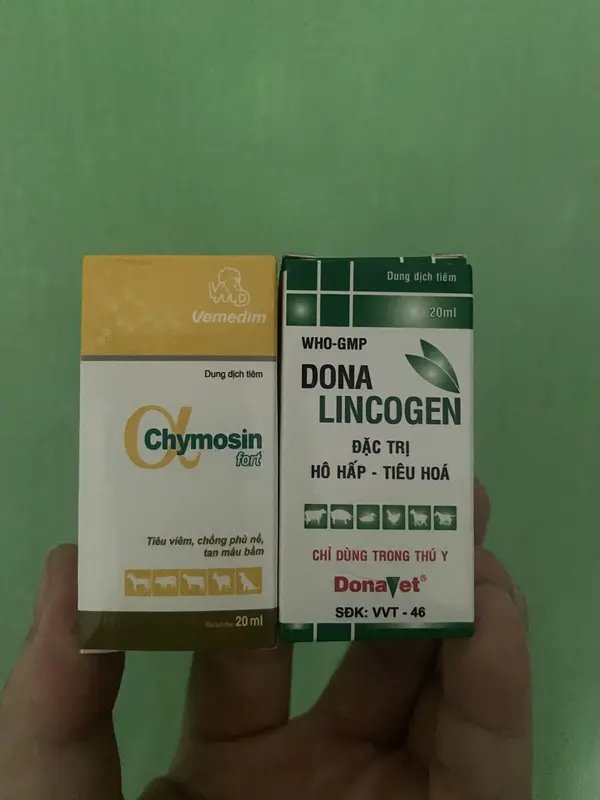 VMD
Vemedim
Dung dịch tiêm
α
Chymosin
fort
Tiêu viêm, chống phù nề,
tan máu bầm
20 ml
Dung dịch tiêm
20ml
WHO-GMP
DONA
LINCOGEN
ĐẶC TRỊ
HÔ HẤP - TIÊU HOÁ
CHỈ DÙNG TRONG THÚ Y
DonaVet®
SĐK: VVT - 46